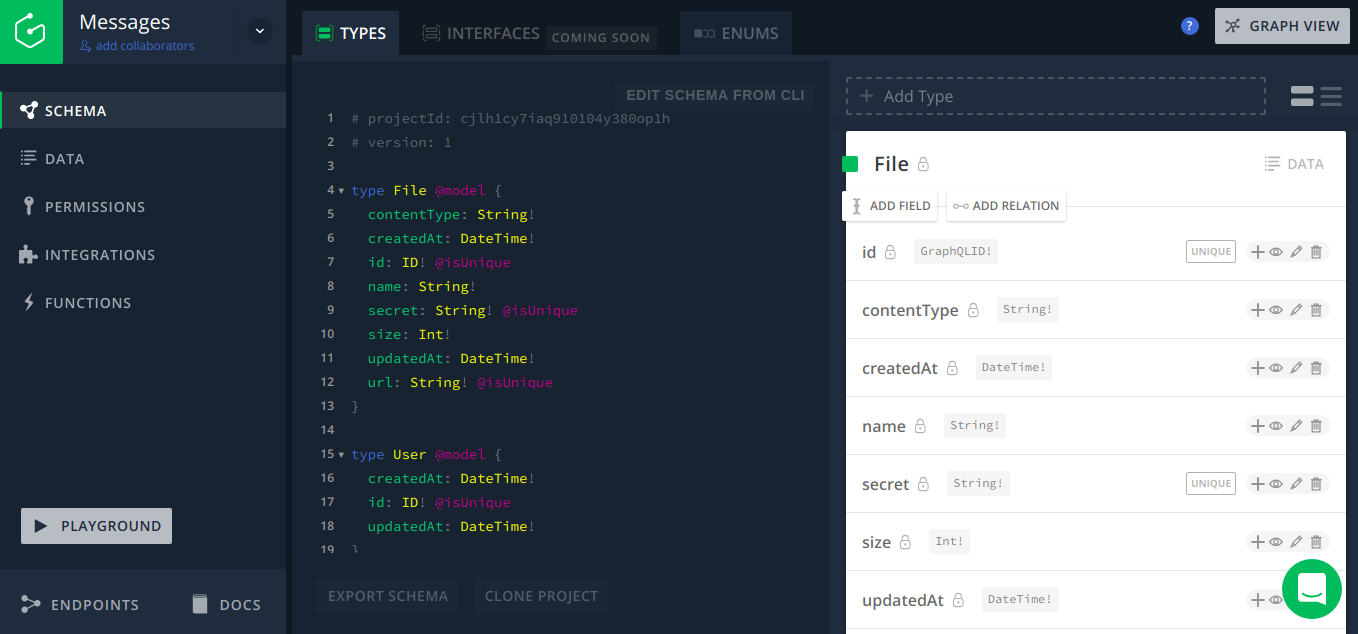 Messages
add collaborators
SCHEMA
DATA
PERMISSIONS
INTEGRATIONS
FUNCTIONS
PLAYGROUND
ENDPOINTS
DOCS
TYPES
INTERFACES
COMING SOON
ENUMS
?
GRAPH VIEW
EDIT SCHEMA FROM CLI
1 # projectId: cjlh1cy7iaq910104y380op1h
2 # version: 1
3
4 type File @model {
5 contentType: String!
6 createdAt: DateTime!
7 id: ID! @isUnique
8 name: String!
9 secret: String! @isUnique
10 size: Int!
11 updatedAt: DateTime!
12 url: String! @isUnique
13 }
14
15 type User @model {
16 createdAt: DateTime!
17 id: ID! @isUnique
18 updatedAt: DateTime!
19 }
EXPORT SCHEMA
CLONE PROJECT
+ Add Type
File
DATA
ADD FIELD
ADD RELATION
id GraphQLID! UNIQUE
contentType String!
createdAt DateTime!
name String!
secret String! UNIQUE
size Int!
updatedAt DateTime!